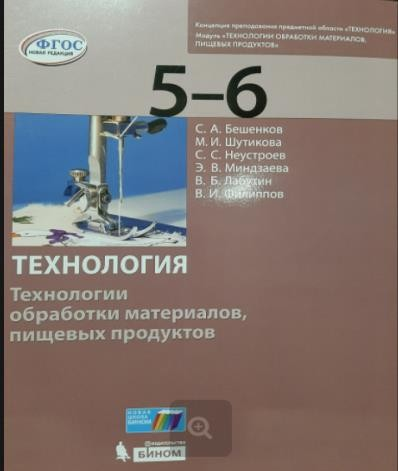 Концепция преподавания предметной области «ТЕХНОЛОГИЯ»
Модуль «ТЕХНОЛОГИИ ОБРАБОТКИ МАТЕРИАЛОВ,
ПИЩЕВЫХ ПРОДУКТОВ»
ФГОС
НОВАЯ РЕДАКЦИЯ
5–6
С. А. Бешенков
М. И. Шутикова
С. С. Неустроев
Э. В. Миндзаева
В. Б. Лабутин
В. И. Филиппов
ТЕХНОЛОГИЯ
Технологии
обработки материалов,
пищевых продуктов
НОВАЯ
ШКОЛА
БИНОМ
издательство
БИНОМ